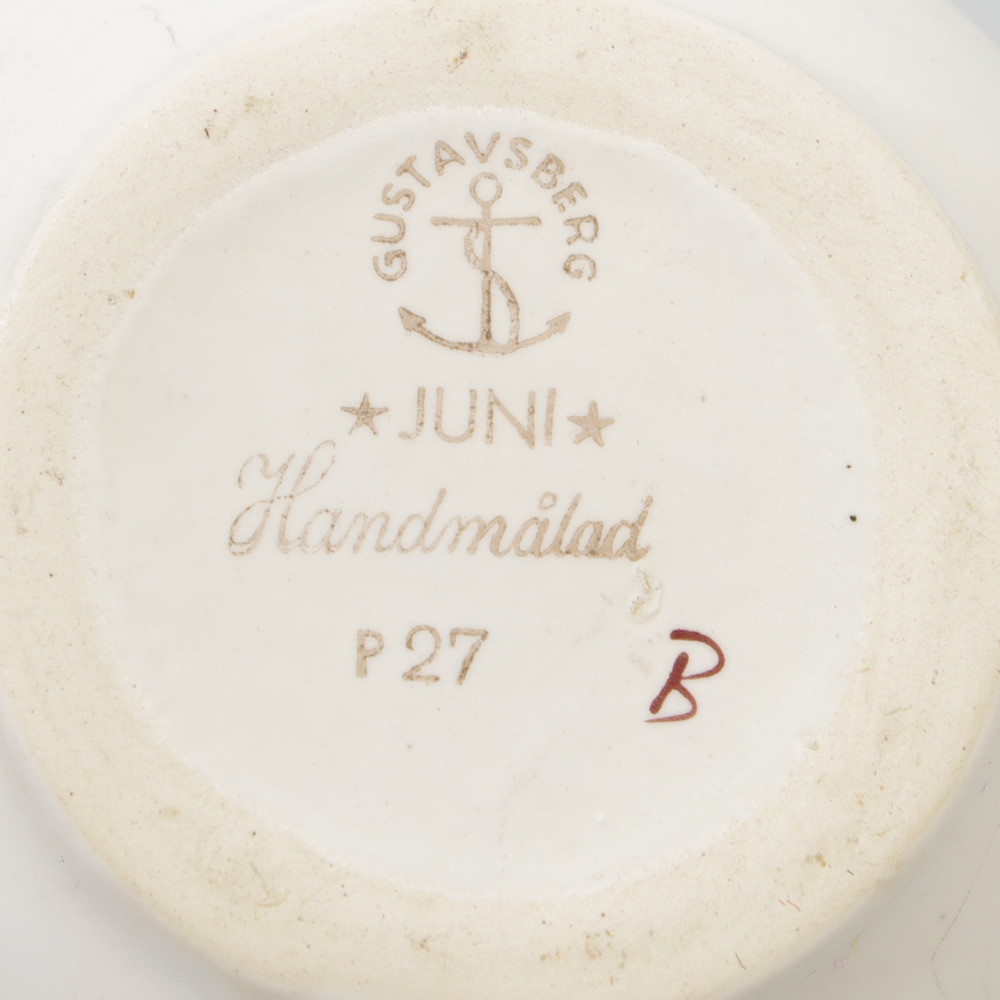 GUSTAVSBERG
★ JUNI ★
Handmålad
P 27
B